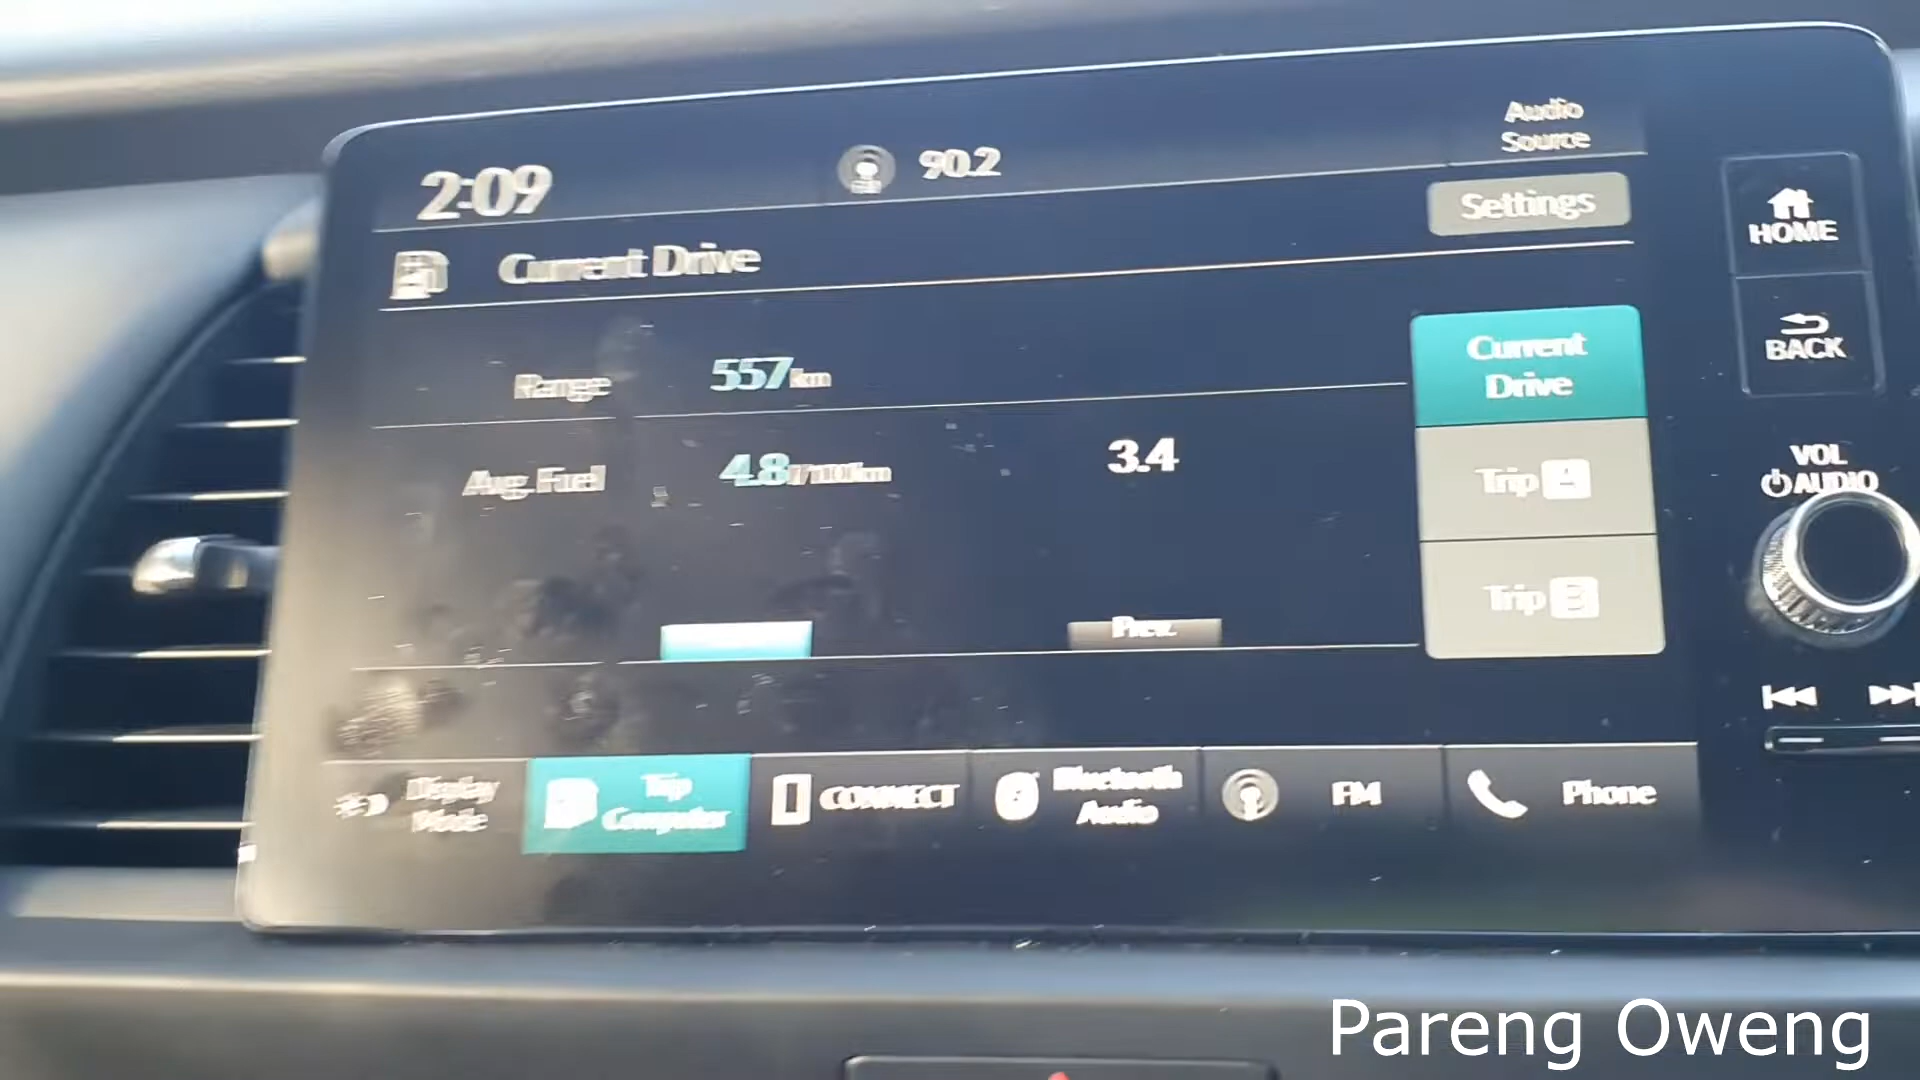 Audio
Source
2:09
90.2
Settings
HOME
Current Drive
BACK
Current
Drive
Range 557km
Avg. Fuel 4.8l/100km 3.4
Trip A
VOL
AUDIO
Trip B
Prev.
Display
Mode
Trip
Computer
CONNECT
Bluetooth
Audio
FM
Phone
Pareng Oweng